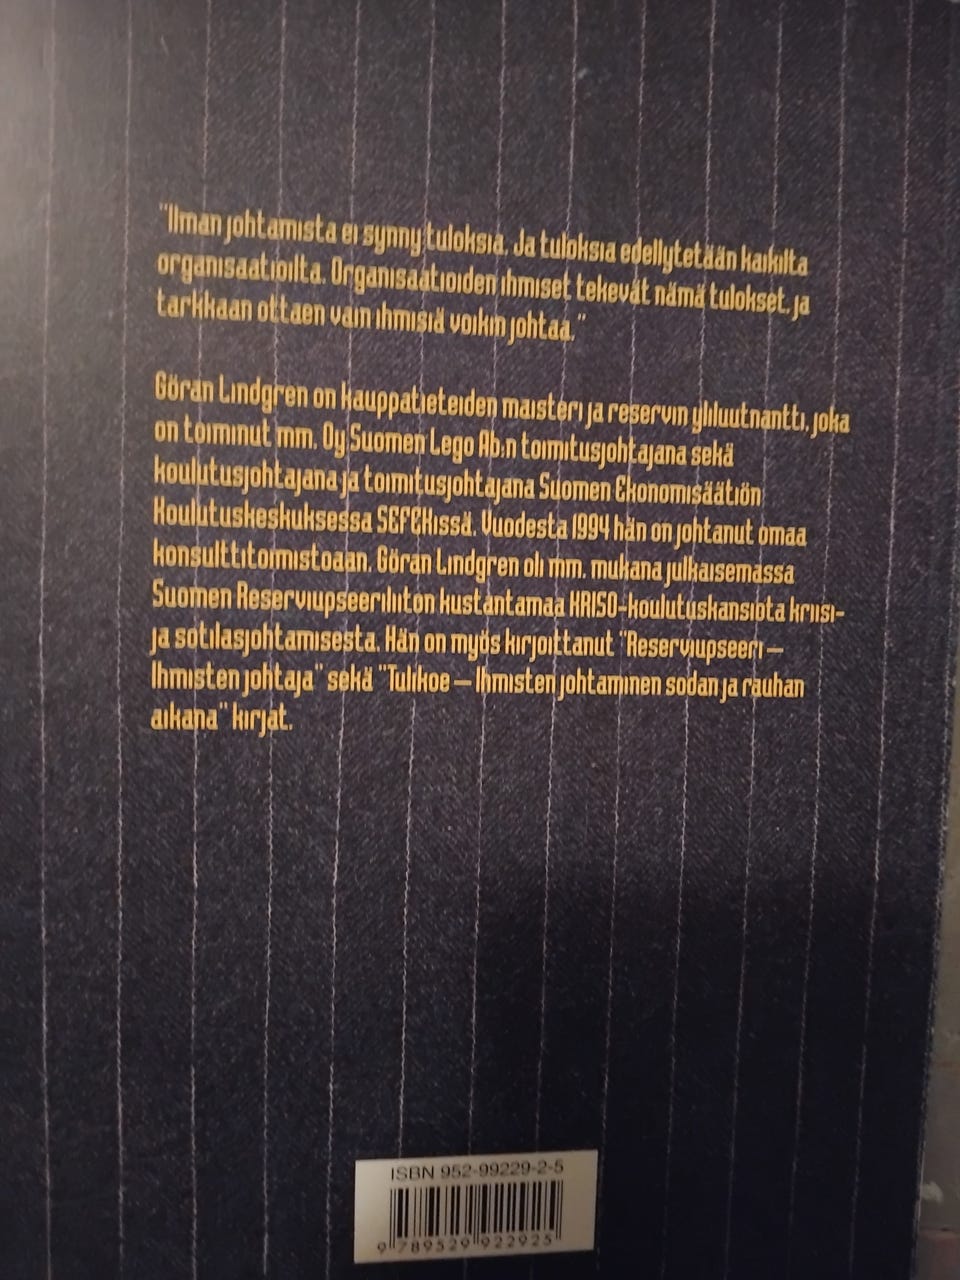 "Ilman johtamista ei synny tuloksia. Ja tuloksia edellytetään kaikilta
organisaatioilta. Organisaatioiden ihmiset tekevät nämä tulokset, ja
tarkkaan ottaen vain ihmisiä voikin johtaa."
Göran Lindgren on kauppatieteiden maisteri ja reservin yliluutnantti, joka
on toiminut mm. Oy Suomen Lego Ab:n toimitusjohtajana sekä
koulutusjohtajana ja toimitusjohtajana Suomen Ekonomisäätiön
Koulutuskeskuksessa SEFEKissä. Vuodesta 1994 hän on johtanut omaa
konsulttitoimistoaan. Göran Lindgren oli mm. mukana julkaisemassa
Suomen Reserviupseeriliiton kustantamaa KRISO-koulutuskansiota kriisi-
ja sotilasjohtamisesta. Hän on myös kirjoittanut "Reserviupseeri –
Ihmisten johtaja" sekä "Tulikoe – Ihmisten johtaminen sodan ja rauhan
aikana" kirjat.
ISBN 952-99229-2-5
9 789529 922925